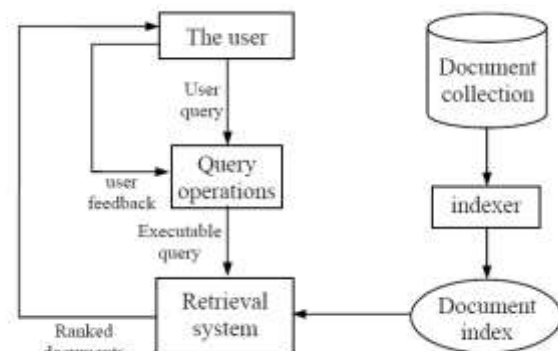 The user
Document
collection
User
query
user
feedback
Query
operations
indexer
Executable
query
Retrieval
system
Document
index
Ranked